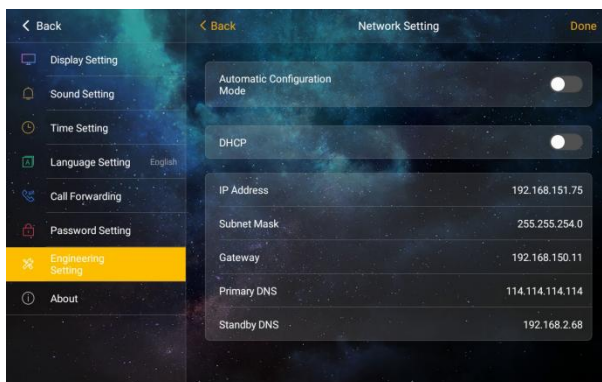 Back
Display Setting
Sound Setting
Time Setting
Language Setting English
Call Forwarding
Password Setting
Engineering
Setting
About
Back Network Setting Done
Automatic Configuration
Mode
DHCP
IP Address 192.168.151.75
Subnet Mask 255.255.254.0
Gateway 192.168.150.11
Primary DNS 114.114.114.114
Standby DNS 192.168.2.68